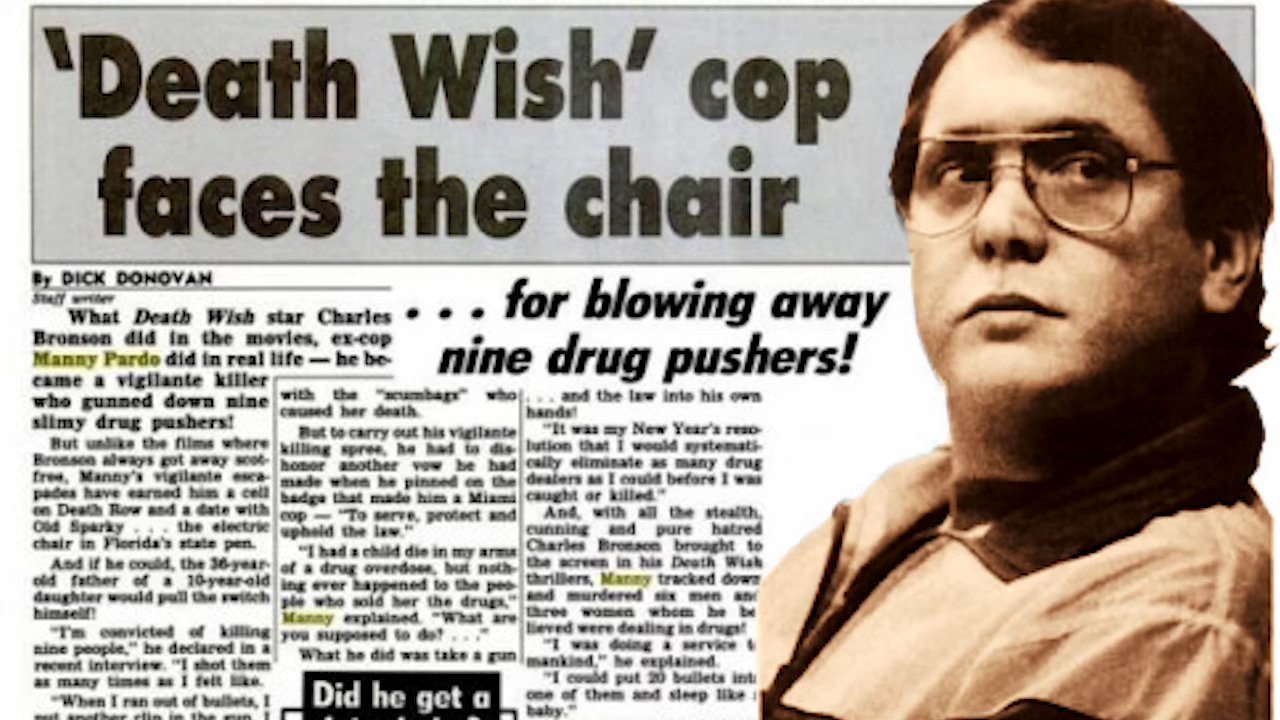 'Death Wish' cop
faces the chair
By DICK DONOVAN
Staff writer
. . . for blowing away
nine drug pushers!
What Death Wish star Charles
Bronson did in the movies, ex-cop
Manny Pardo did in real life — he be-
came a vigilante killer
who gunned down nine
slimy drug pushers!
But unlike the films where
Bronson always got away scot-
free, Manny's vigilante esca-
pades have earned him a cell
on Death Row and a date with
Old Sparky . . . the electric
chair in Florida's state pen.
And if he could, the 36-year-
old father of a 10-year-old
daughter would pull the switch
himself!
"I'm convicted of killing
nine people," he declared in a
recent interview. "I shot them
as many times as I felt like.
"When I ran out of bullets, I
put another clip in the gun. I
with the "scumbags" who
caused her death.
But to carry out his vigilante
killing spree, he had to dis-
honor another vow he had
made when he pinned on the
badge that made him a Miami
cop — "To serve, protect and
uphold the law."
"I had a child die in my arms
of a drug overdose, but noth-
ing ever happened to the peo-
ple who sold her the drugs,"
Manny explained. "What are
you supposed to do? . . ."
What he did was take a gun
Did he get a
. . . and the law into his own
hands!
"It was my New Year's reso-
lution that I would systemati-
cally eliminate as many drug
dealers as I could before I was
caught or killed."
And, with all the stealth,
cunning and pure hatred
Charles Bronson brought to
the screen in his Death Wish
thrillers, Manny tracked down
and murdered six men and
three women whom he be
lieved were dealing in drugs!
"I was doing a service t
mankind," he explained.
"I could put 20 bullets into
one of them and sleep like
baby."